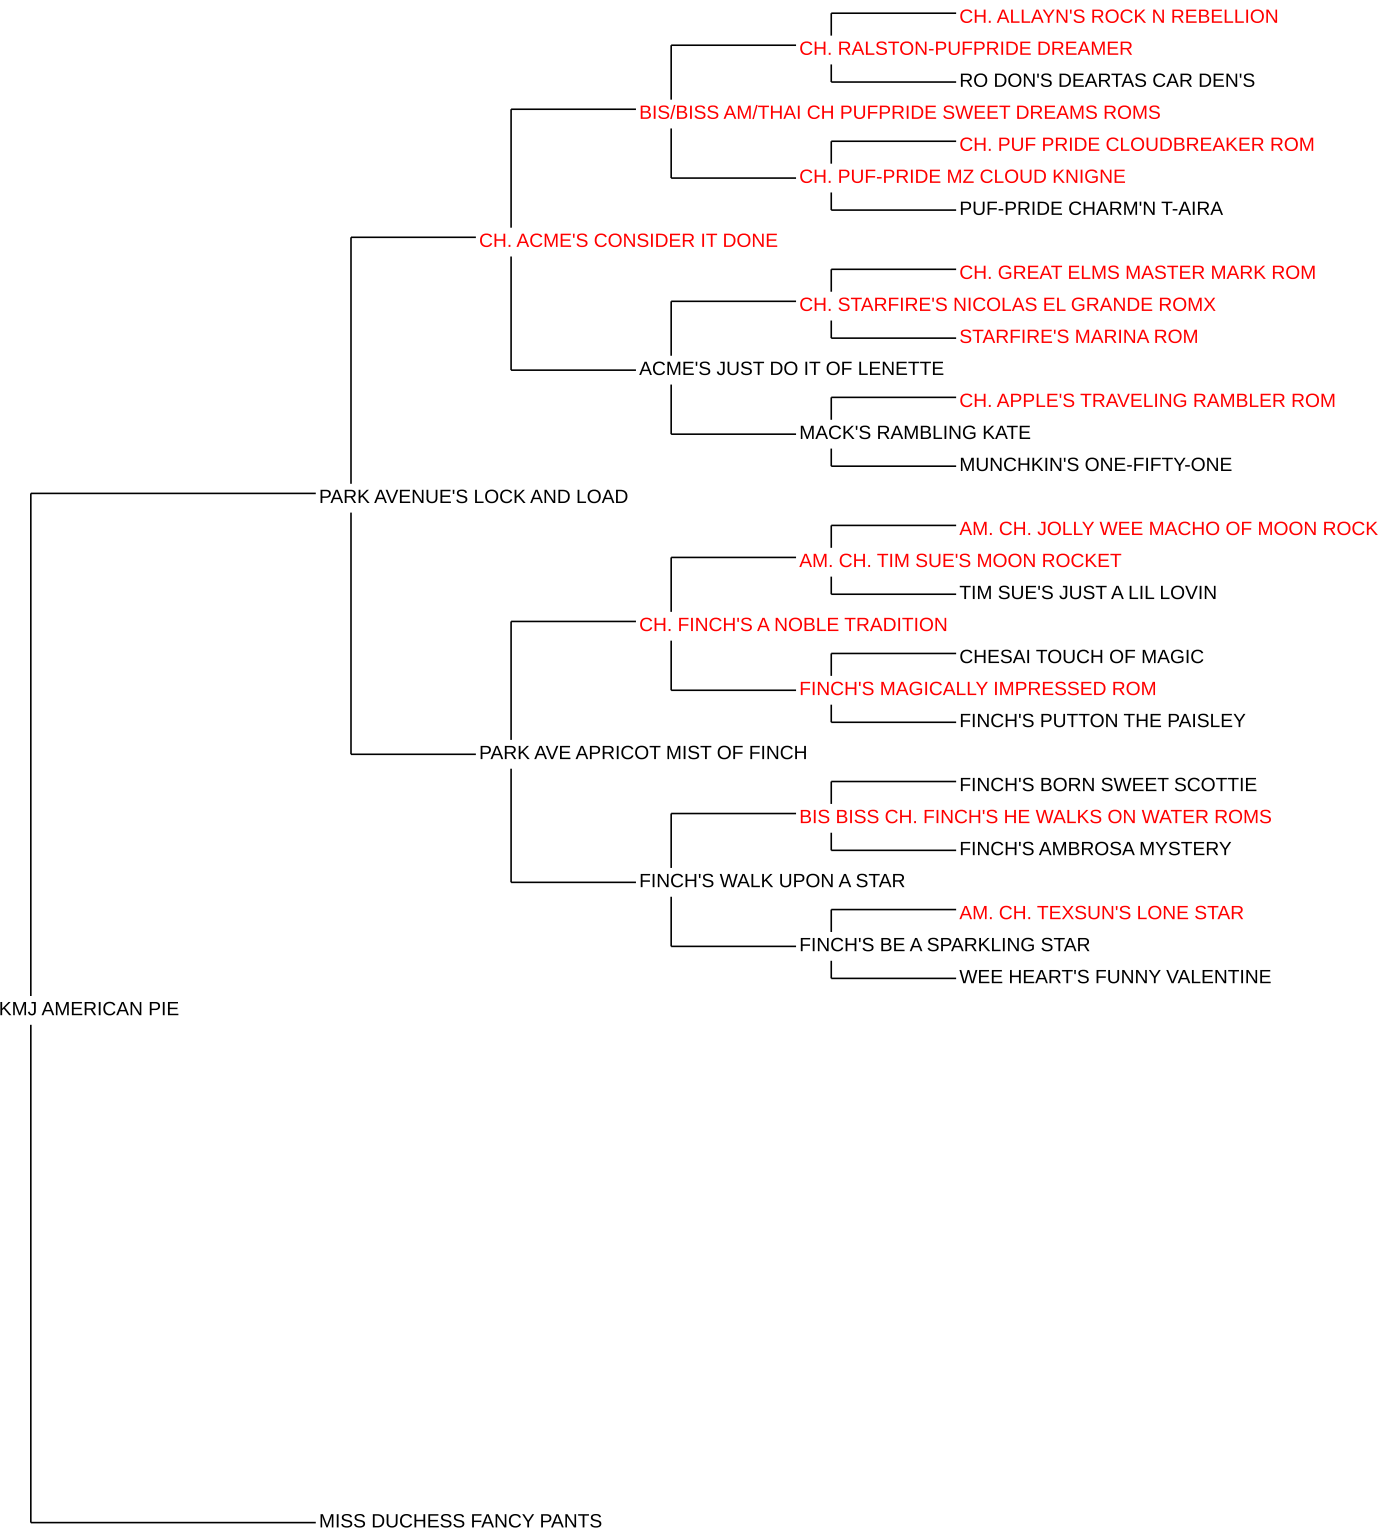 CH. ALLAYN'S ROCK N REBELLION
CH. RALSTON-PUFPRIDE DREAMER
RO DON'S DEARTAS CAR DEN'S
BIS/BISS AM/THAI CH PUFPRIDE SWEET DREAMS ROMS
CH. PUF PRIDE CLOUDBREAKER ROM
CH. PUF-PRIDE MZ CLOUD KNIGNE
PUF-PRIDE CHARM'N T-AIRA
CH. ACME'S CONSIDER IT DONE
CH. GREAT ELMS MASTER MARK ROM
CH. STARFIRE'S NICOLAS EL GRANDE ROMX
STARFIRE'S MARINA ROM
ACME'S JUST DO IT OF LENETTE
CH. APPLE'S TRAVELING RAMBLER ROM
MACK'S RAMBLING KATE
MUNCHKIN'S ONE-FIFTY-ONE
PARK AVENUE'S LOCK AND LOAD
AM. CH. JOLLY WEE MACHO OF MOON ROCK
AM. CH. TIM SUE'S MOON ROCKET
TIM SUE'S JUST A LIL LOVIN
CH. FINCH'S A NOBLE TRADITION
CHESAI TOUCH OF MAGIC
FINCH'S MAGICALLY IMPRESSED ROM
FINCH'S PUTTON THE PAISLEY
PARK AVE APRICOT MIST OF FINCH
FINCH'S BORN SWEET SCOTTIE
BIS BISS CH. FINCH'S HE WALKS ON WATER ROMS
FINCH'S AMBROSA MYSTERY
FINCH'S WALK UPON A STAR
AM. CH. TEXSUN'S LONE STAR
FINCH'S BE A SPARKLING STAR
WEE HEART'S FUNNY VALENTINE
KMJ AMERICAN PIE
MISS DUCHESS FANCY PANTS